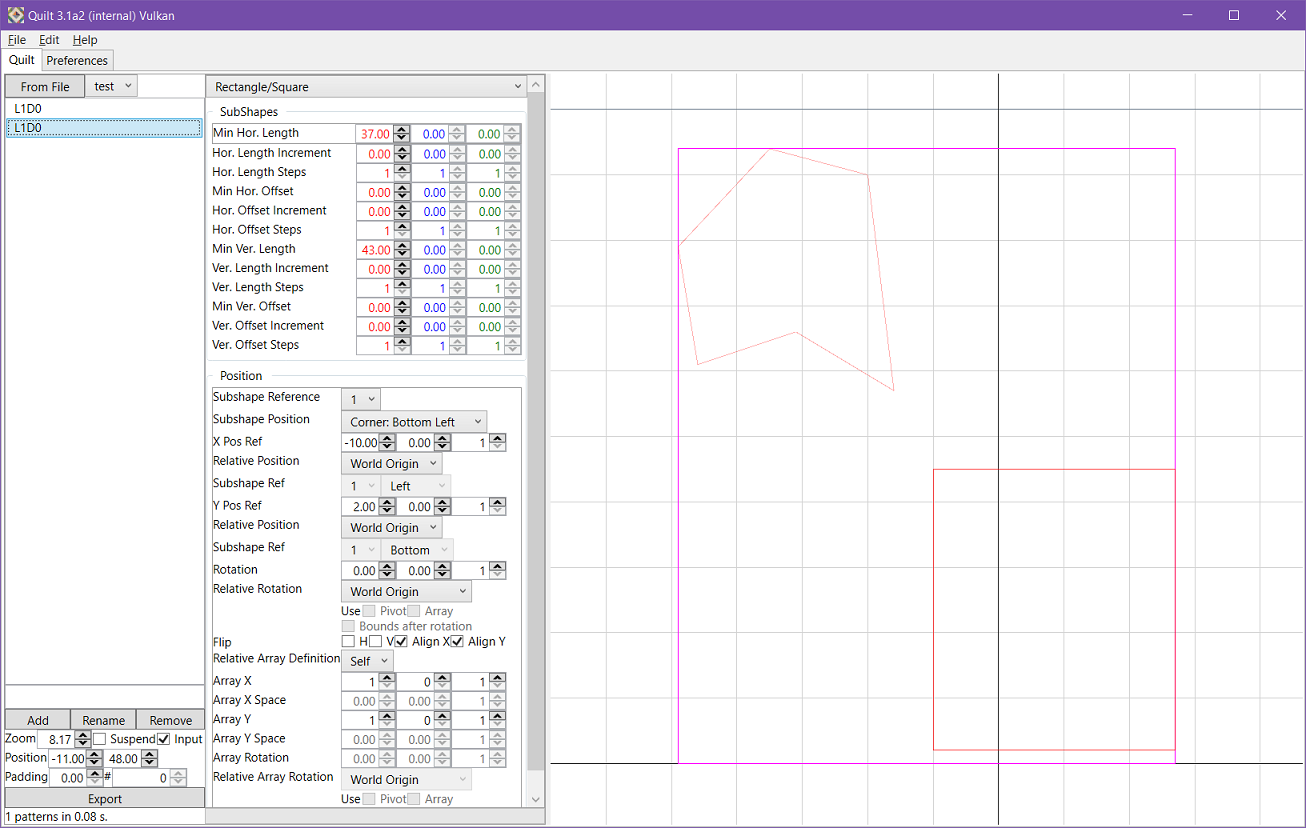 Quilt 3.1a2 (internal) Vulkan
File Edit Help
Quilt Preferences
From File test
L1D0
L1D0
Rectangle/Square
SubShapes
Min Hor. Length 37.00 0.00 0.00
Hor. Length Increment 0.00 0.00 0.00
Hor. Length Steps 1 1 1
Min Hor. Offset 0.00 0.00 0.00
Hor. Offset Increment 0.00 0.00 0.00
Hor. Offset Steps 1 1 1
Min Ver. Length 43.00 0.00 0.00
Ver. Length Increment 0.00 0.00 0.00
Ver. Length Steps 1 1 1
Min Ver. Offset 0.00 0.00 0.00
Ver. Offset Increment 0.00 0.00 0.00
Ver. Offset Steps 1 1 1
Position
Subshape Reference 1
Subshape Position Corner: Bottom Left
X Pos Ref -10.00 0.00 1
Relative Position World Origin
Subshape Ref 1 Left
Y Pos Ref 2.00 0.00 1
Relative Position World Origin
Subshape Ref 1 Bottom
Rotation 0.00 0.00 1
Relative Rotation World Origin
Use Pivot Array
Bounds after rotation
Flip H V Align X Align Y
Relative Array Definition Self
Array X 1 0 1
Array X Space 0.00 0.00 1
Array Y 1 0 1
Array Y Space 0.00 0.00 1
Array Rotation 0.00 0.00 1
Relative Array Rotation World Origin
Use Pivot Array
Add Rename Remove
Zoom 8.17 Suspend Input
Position -11.00 48.00
Padding 0.00 # 0
Export
1 patterns in 0.08 s.